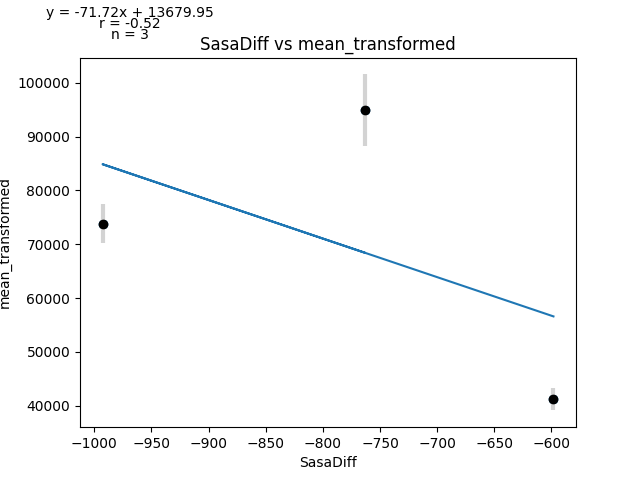 y = -71.72x + 13679.95
r = -0.52
n = 3
SasaDiff vs mean_transformed
100000
90000
80000
70000
60000
50000
40000
mean_transformed
−1000 −950 −900 −850 −800 −750 −700 −650 −600
SasaDiff